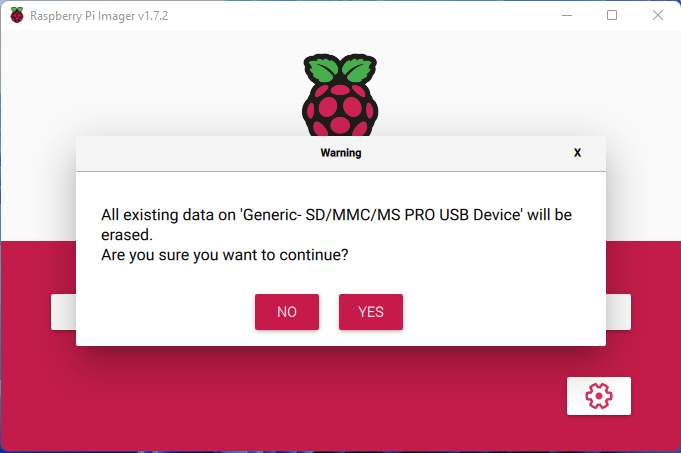 Raspberry Pi Imager v1.7.2
Warning
X
All existing data on 'Generic- SD/MMC/MS PRO USB Device' will be
erased.
Are you sure you want to continue?
NO
YES